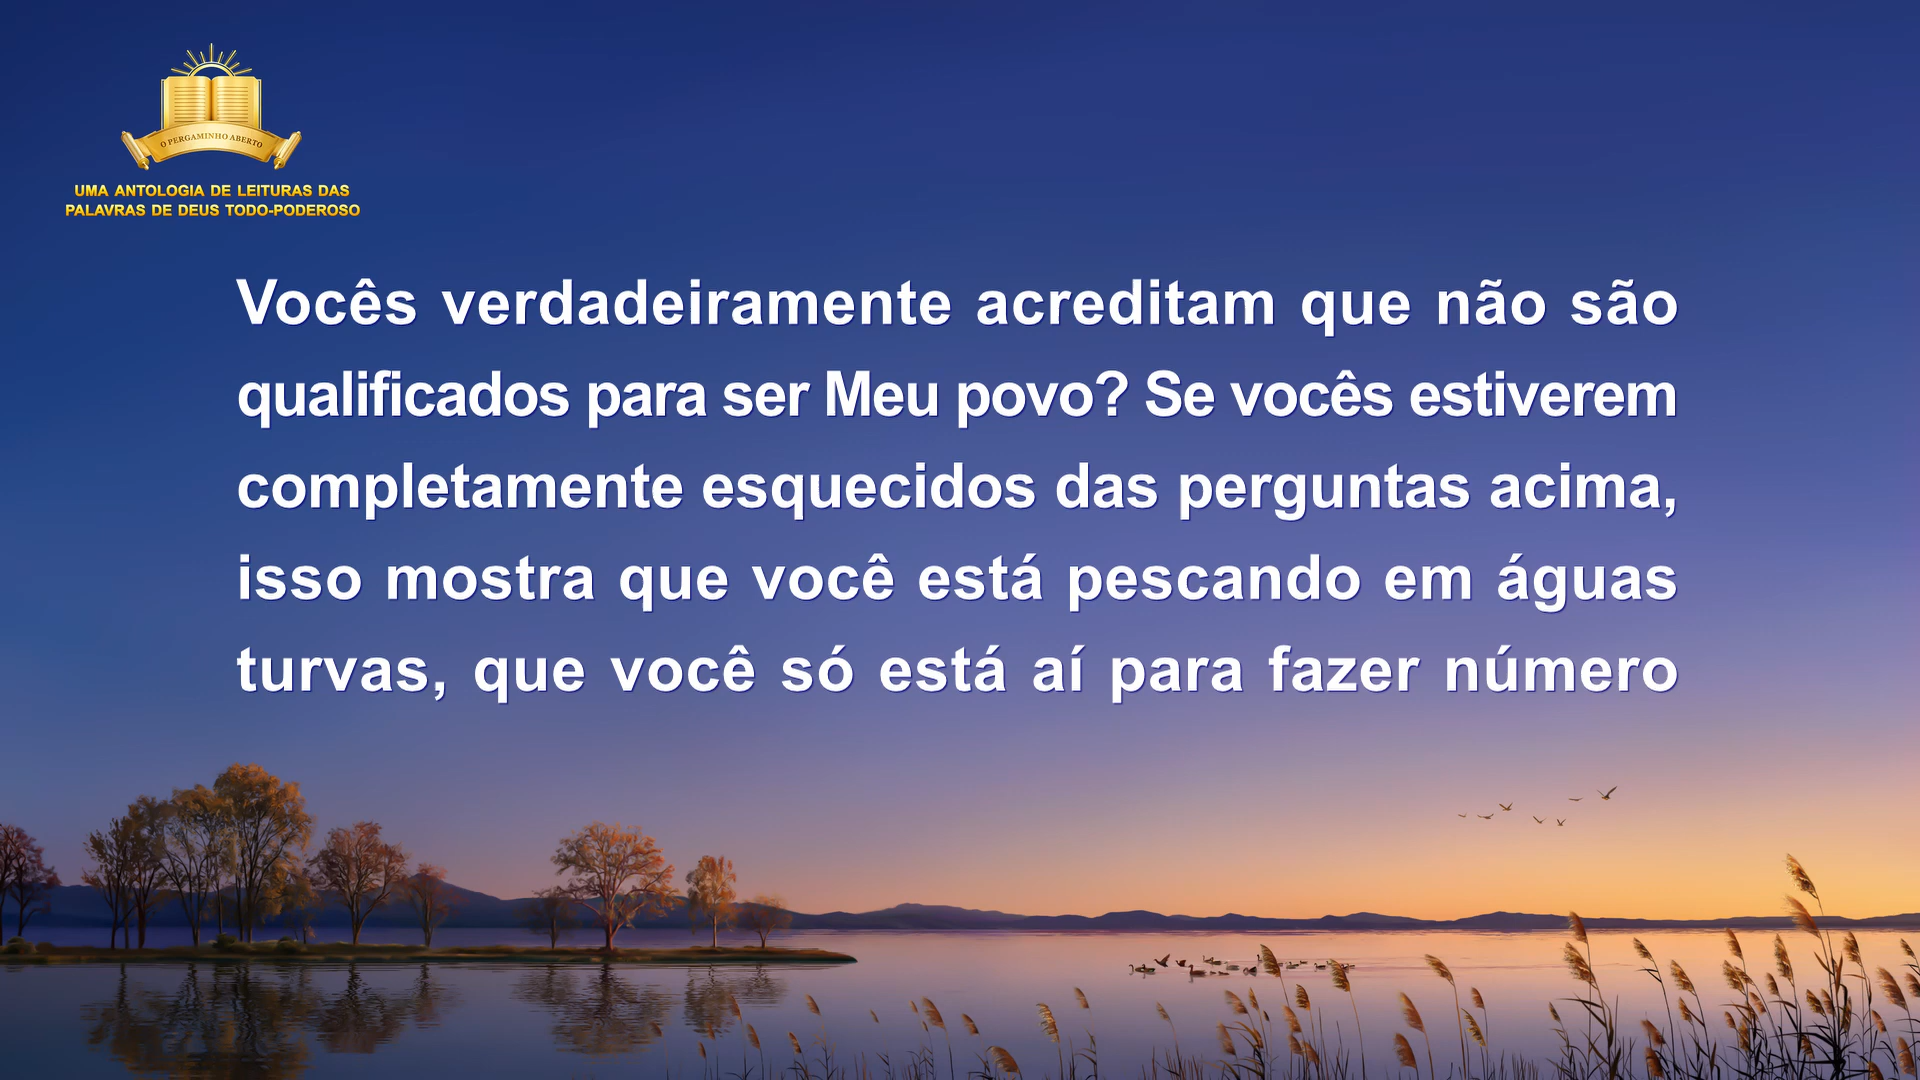 O PERGAMINHO ABERTO
UMA ANTOLOGIA DE LEITURAS DAS
PALAVRAS DE DEUS TODO-PODEROSO
Vocês verdadeiramente acreditam que não são
qualificados para ser Meu povo? Se vocês estiverem
completamente esquecidos das perguntas acima,
isso mostra que você está pescando em águas
turvas, que você só está aí para fazer número